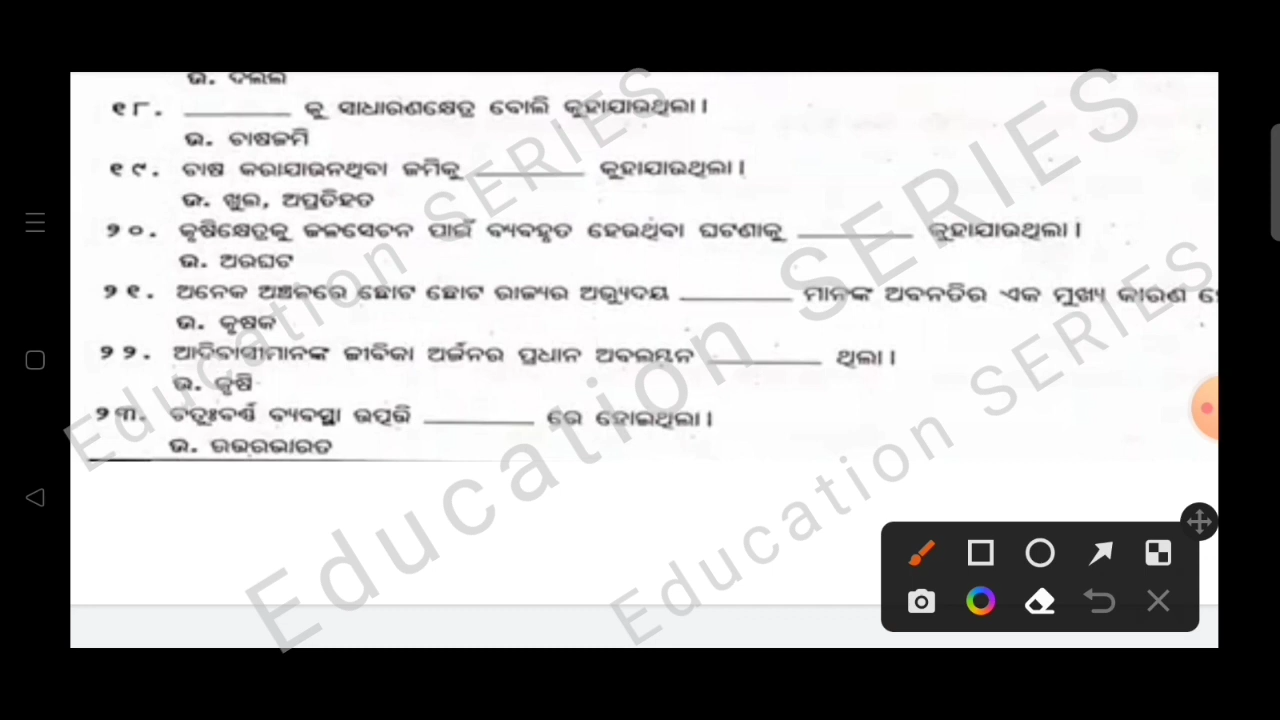 ଉ. ଦଲିଲ
୧୮. ________ କୁ ସାଧାରଣକ୍ଷେତ୍ର ବୋଲି କୁହାଯାଉଥିଲା।
ଉ. ଚାଷଜମି
୧୯. ଚାଷ କରାଯାଉନଥିବା ଜମିକୁ ________ କୁହାଯାଉଥିଲା।
ଉ. ଖିଲ, ଅପ୍ରତିହତ
୨୦. କୃଷିକ୍ଷେତ୍ରକୁ ଜଳସେଚନ ପାଇଁ ବ୍ୟବହୃତ ହେଉଥିବା ଘଟଣାକୁ ________ କୁହାଯାଉଥିଲା।
ଉ. ଅରଘଟ
୨୧. ଅନେକ ଅଞ୍ଚଳରେ ଛୋଟ ଛୋଟ ରାଜ୍ୟର ଅଭ୍ୟୁଦୟ ________ ମାନଙ୍କ ଅବନତିର ଏକ ମୁଖ୍ୟ କାରଣ
ଉ. କୃଷକ
୨୨. ଆଦିବାସୀମାନଙ୍କ ଜୀବିକା ଅର୍ଜନର ପ୍ରଧାନ ଅବଲମ୍ବନ ________ ଥିଲା।
ଉ. କୃଷି
୨୩. ଚତୁଃବର୍ଣ୍ଣ ବ୍ୟବସ୍ଥା ଉତ୍ପତ୍ତି ________ ରେ ହୋଇଥିଲା।
ଉ. ଉତ୍ତରଭାରତ
Education SERIES
Education SERIES
Education SERIES